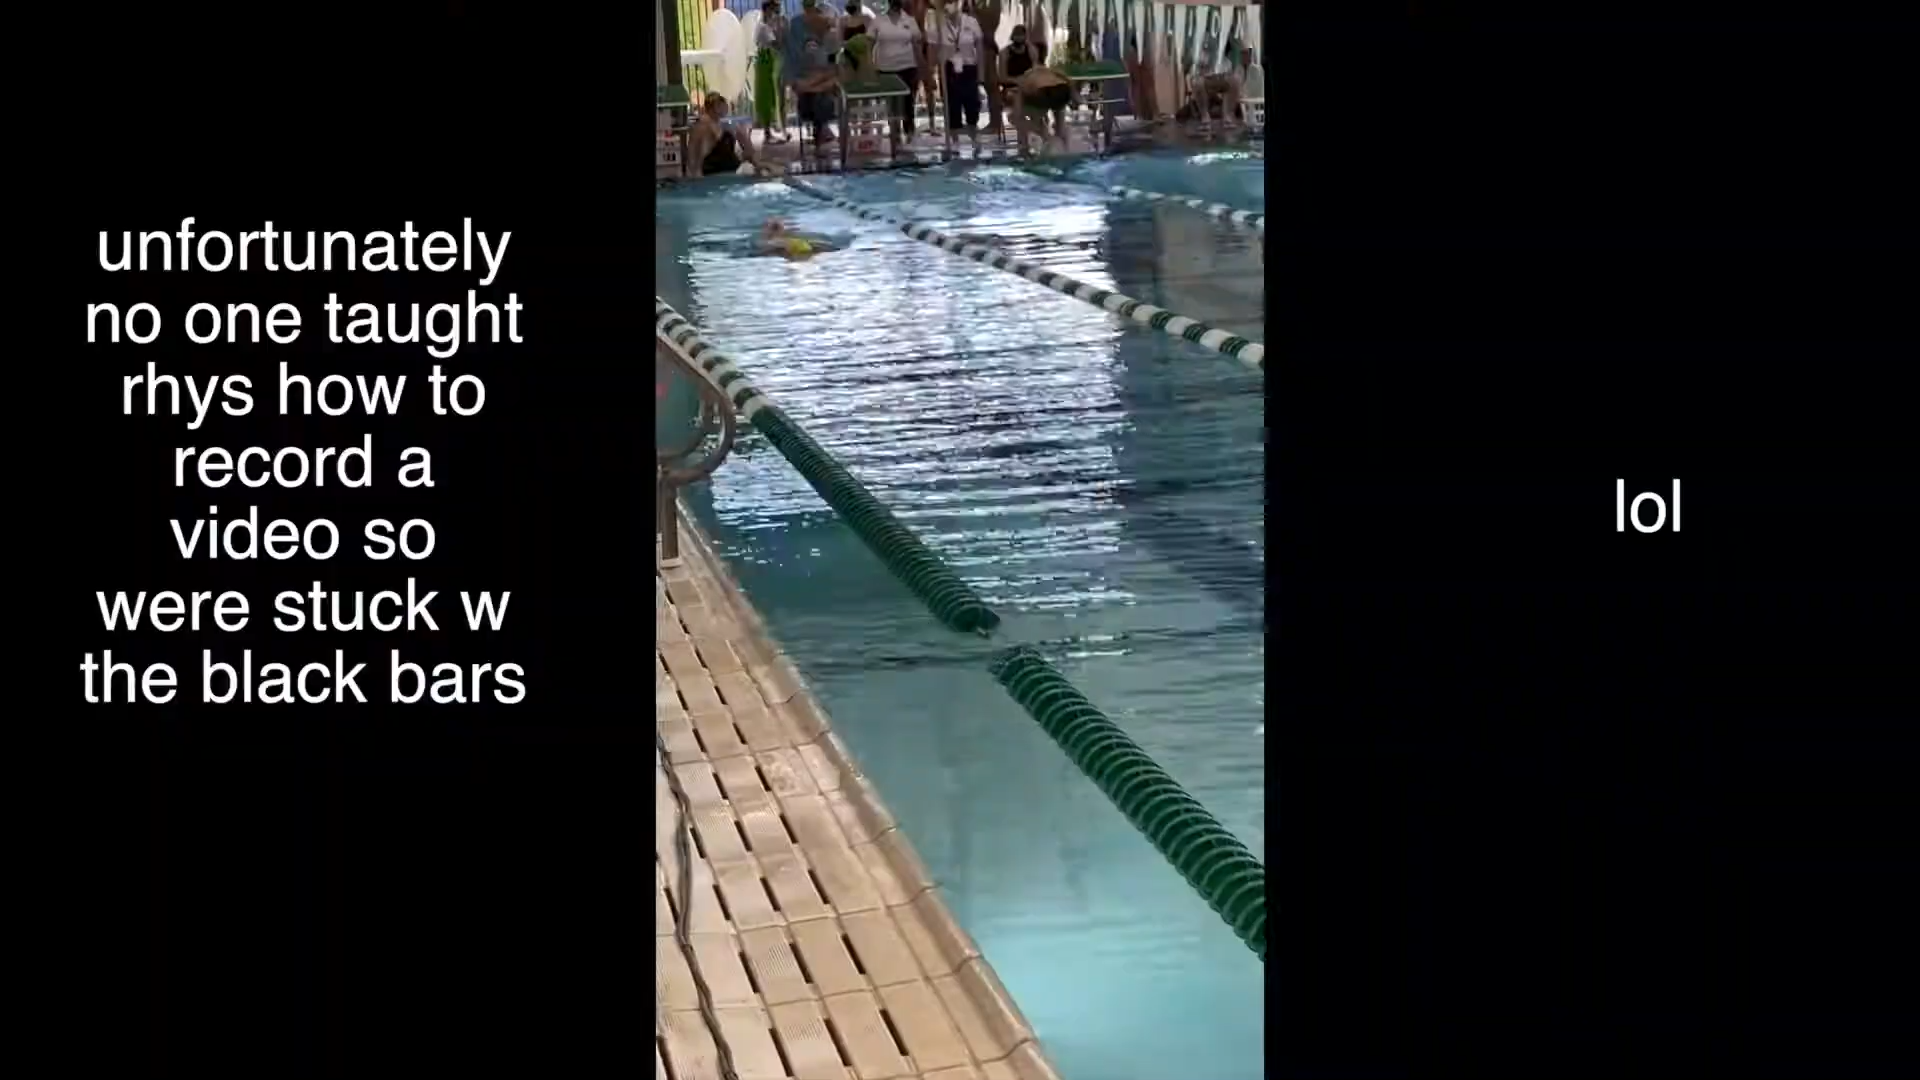 unfortunately
no one taught
rhys how to
record a
video so
were stuck w
the black bars
lol